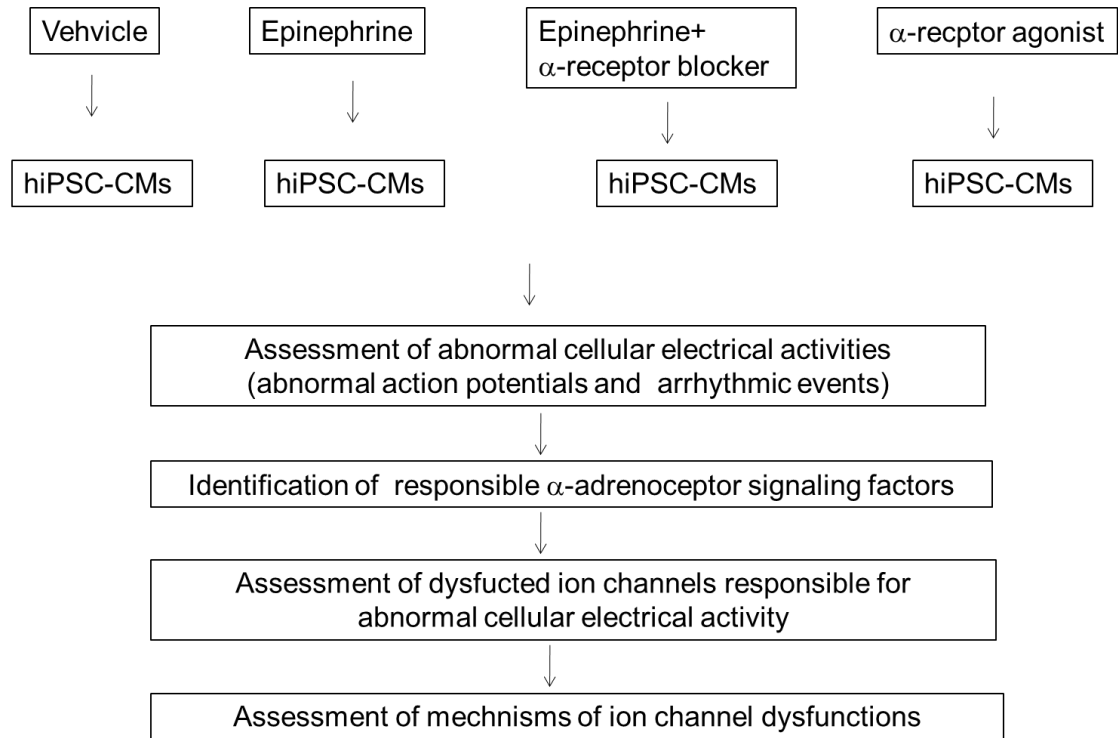 Vehvicle
Epinephrine
Epinephrine+
α-receptor blocker
α-recptor agonist
hiPSC-CMs
hiPSC-CMs
hiPSC-CMs
hiPSC-CMs
Assessment of abnormal cellular electrical activities
(abnormal action potentials and arrhythmic events)
Identification of responsible α-adrenoceptor signaling factors
Assessment of dysfucted ion channels responsible for
abnormal cellular electrical activity
Assessment of mechnisms of ion channel dysfunctions